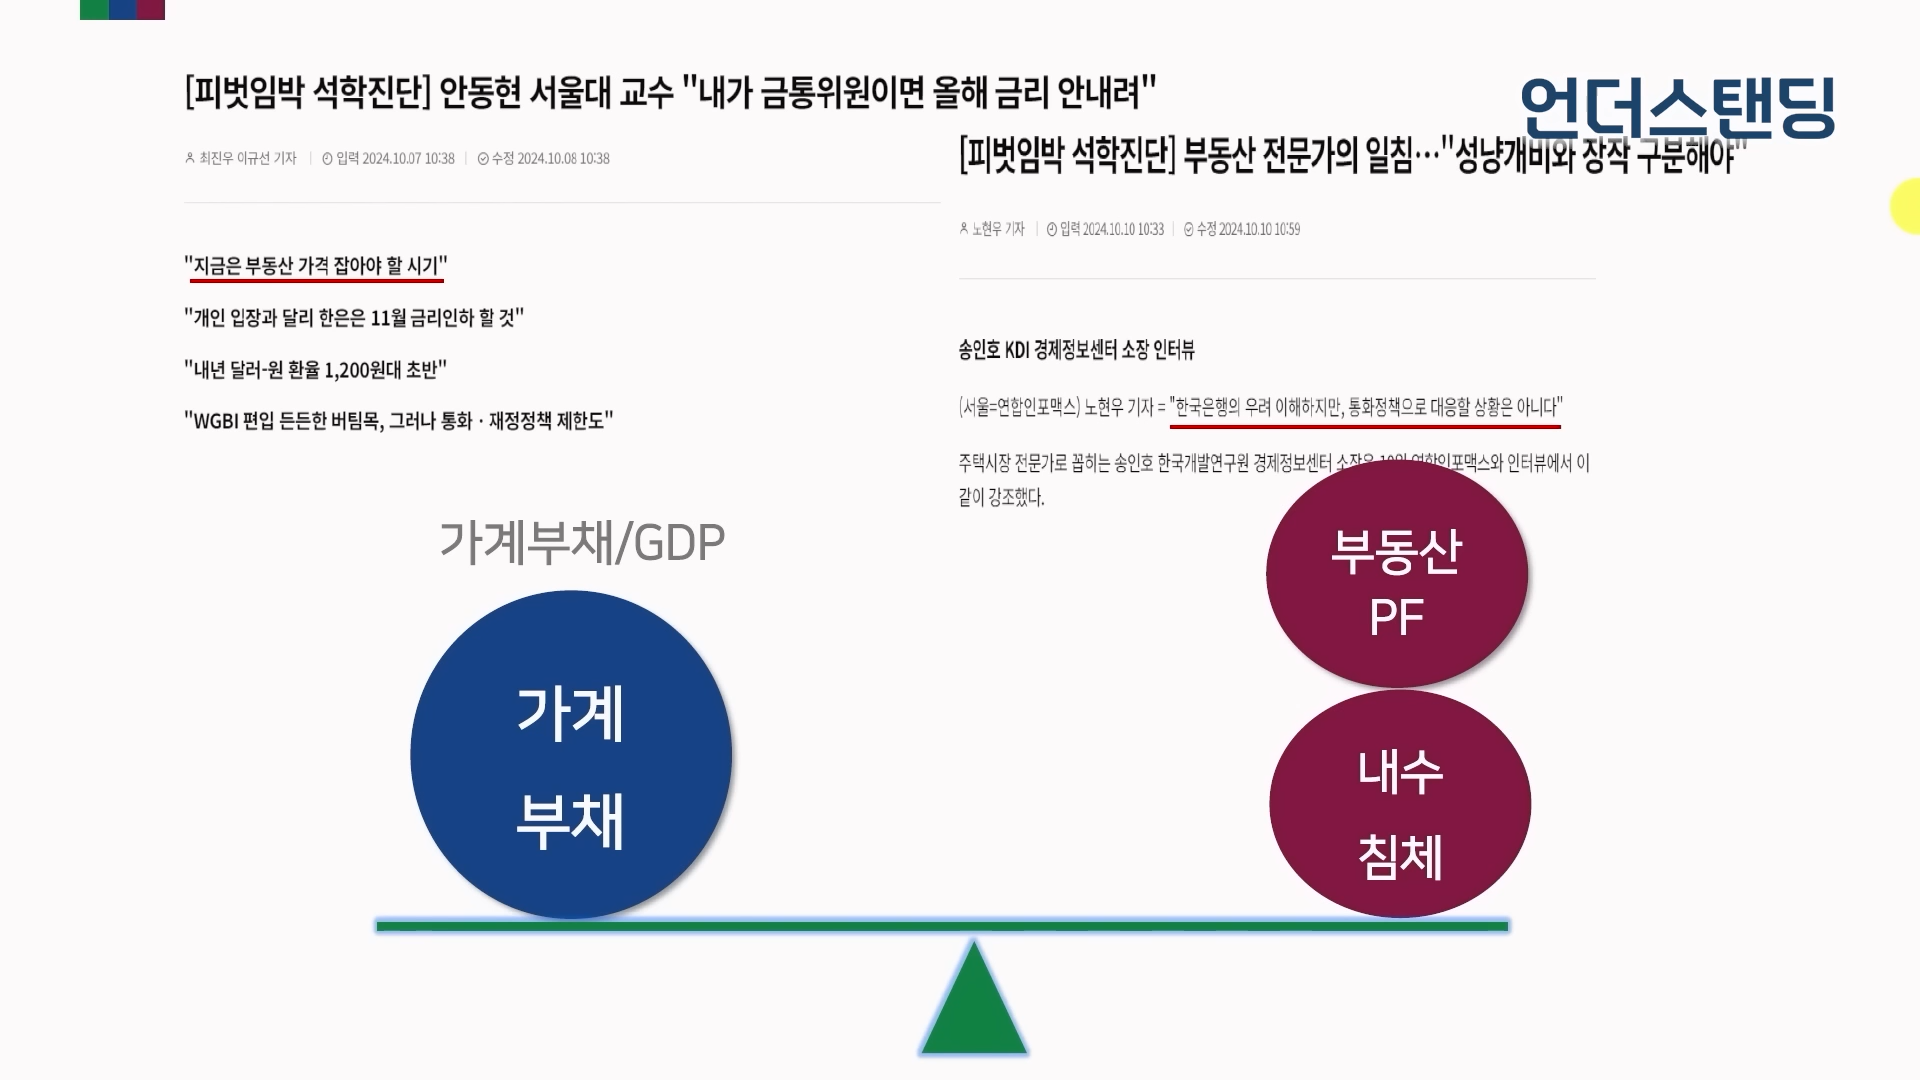 [피벗임박 석학진단] 안동현 서울대 교수 "내가 금통위원이면 올해 금리 안내려"
최진우 이규선 기자 | 입력 2024.10.07 10:38 | 수정 2024.10.08 10:38
"지금은 부동산 가격 잡아야 할 시기"
"개인 입장과 달리 한은은 11월 금리인하 할 것"
"내년 달러-원 환율 1,200원대 초반"
"WGBI 편입 든든한 버팀목, 그러나 통화·재정정책 제한도"
언더스탠딩
[피벗임박 석학진단] 부동산 전문가의 일침…"성냥개비와 장작 구분해야"
노현우 기자 | 입력 2024.10.10 10:33 | 수정 2024.10.10 10:59
송인호 KDI 경제정보센터 소장 인터뷰
(서울=연합인포맥스) 노현우 기자 = "한국은행의 우려 이해하지만, 통화정책으로 대응할 상황은 아니다"
주택시장 전문가로 꼽히는 송인호 한국개발연구원 경제정보센터 소장은 10일 연합인포맥스와 인터뷰에서 이
같이 강조했다.
가계부채/GDP
가계
부채
부동산
PF
내수
침체